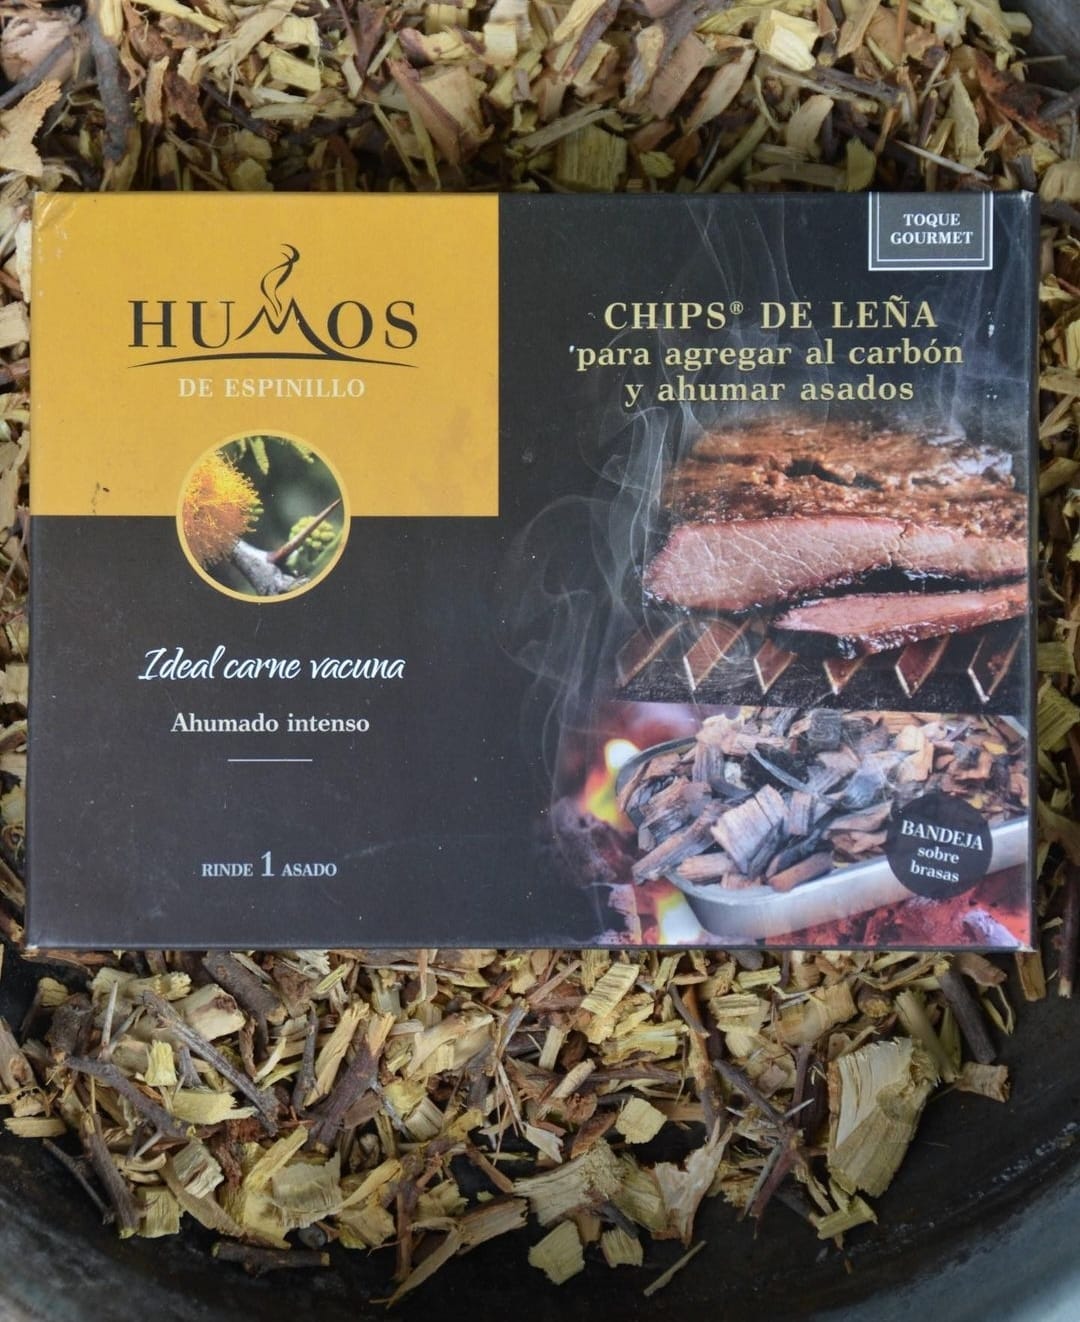 HUMOS
DE ESPINILLO
Ideal carne vacuna
Ahumado intenso
RINDE 1 ASADO
TOQUE
GOURMET
CHIPS® DE LEÑA
para agregar al carbón
y ahumar asados
BANDEJA
sobre
brasas